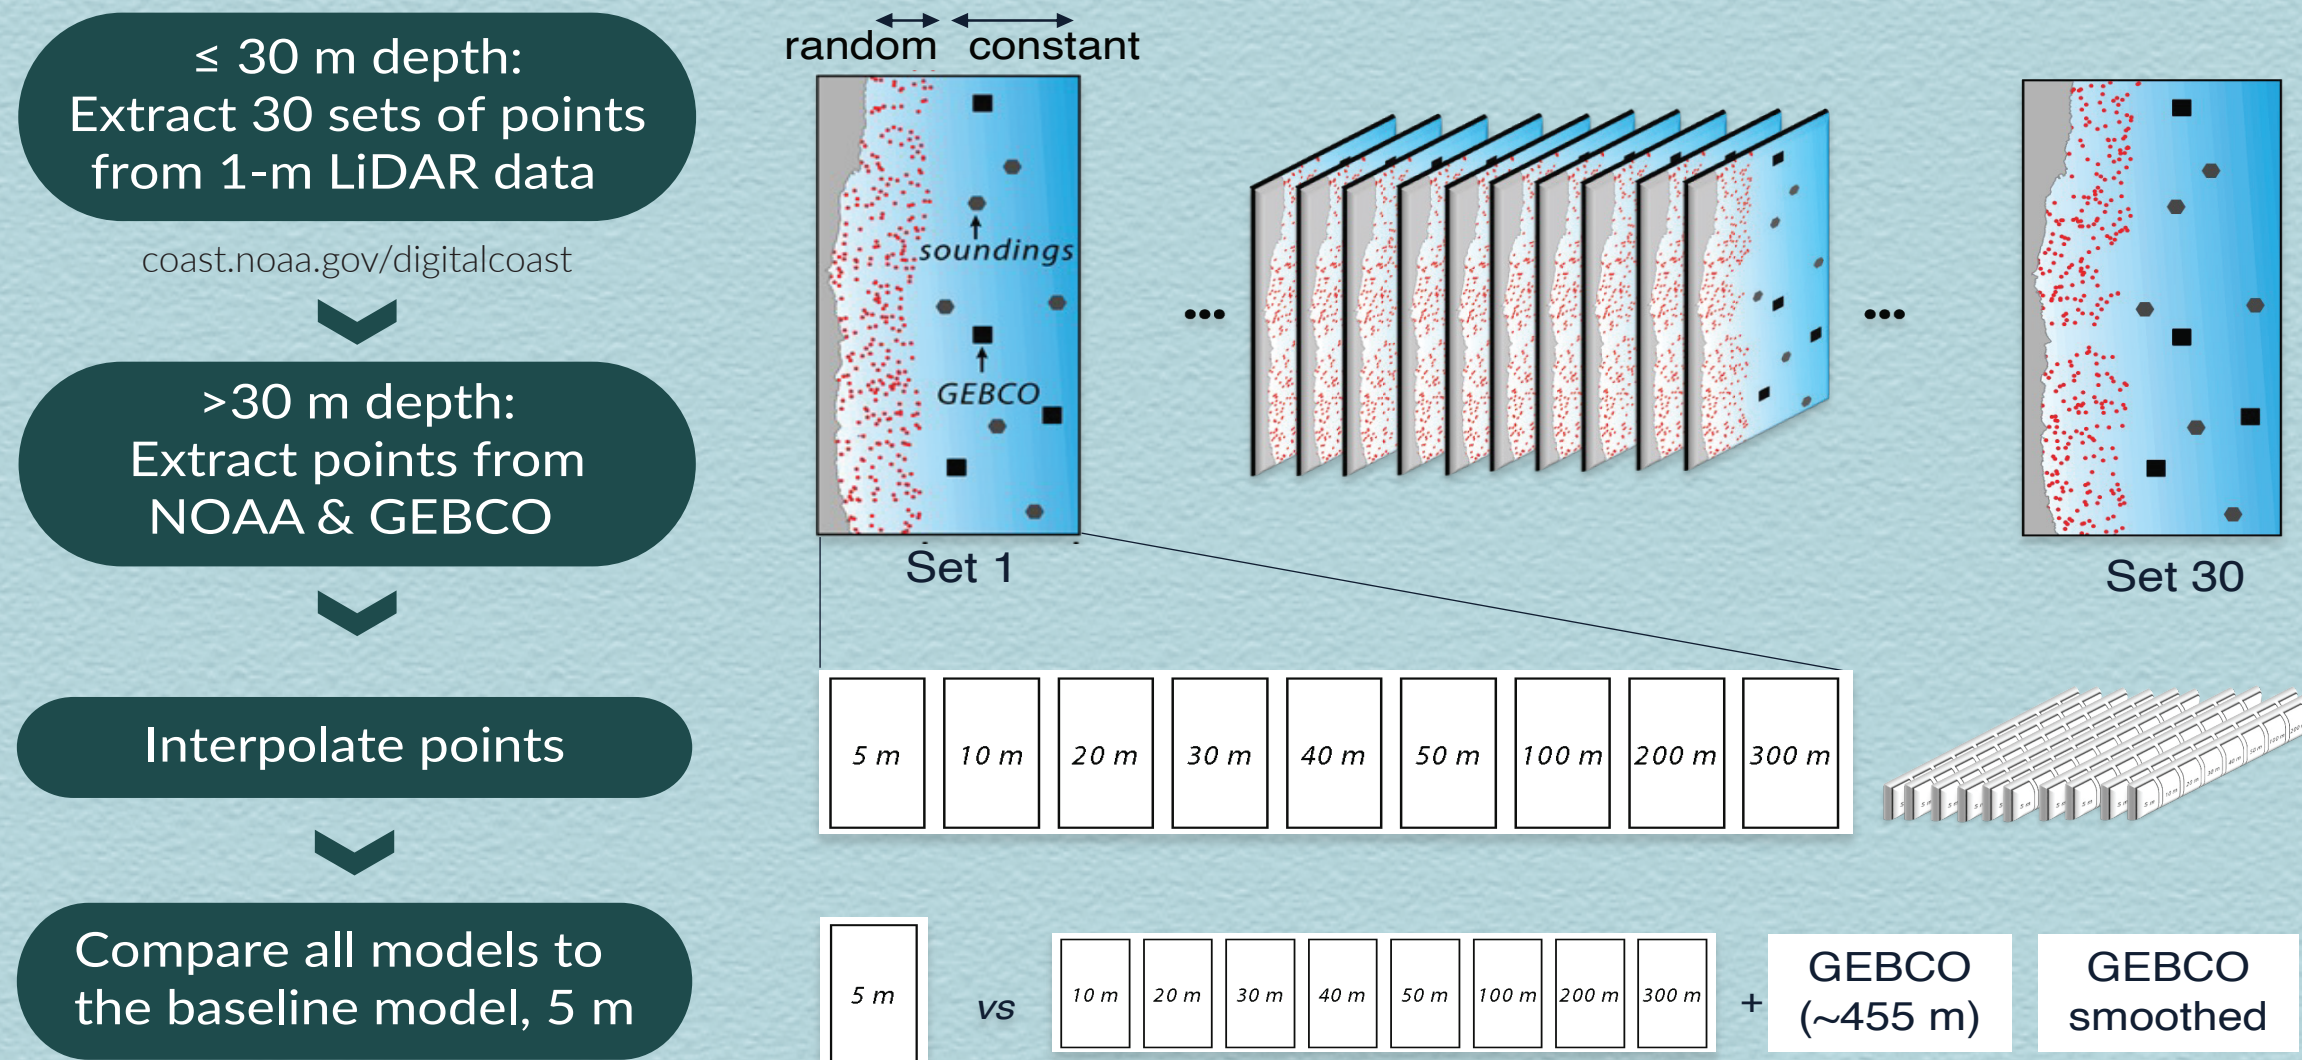 ≤ 30 m depth:
Extract 30 sets of points
from 1-m LiDAR data
coast.noaa.gov/digitalcoast
>30 m depth:
Extract points from
NOAA & GEBCO
Interpolate points
Compare all models to
the baseline model, 5 m
random constant
soundings
GEBCO
Set 1
...
...
Set 30
5 m 10 m 20 m 30 m 40 m 50 m 100 m 200 m 300 m
5 m vs 10 m 20 m 30 m 40 m 50 m 100 m 200 m 300 m +
GEBCO
(~455 m)
GEBCO
smoothed